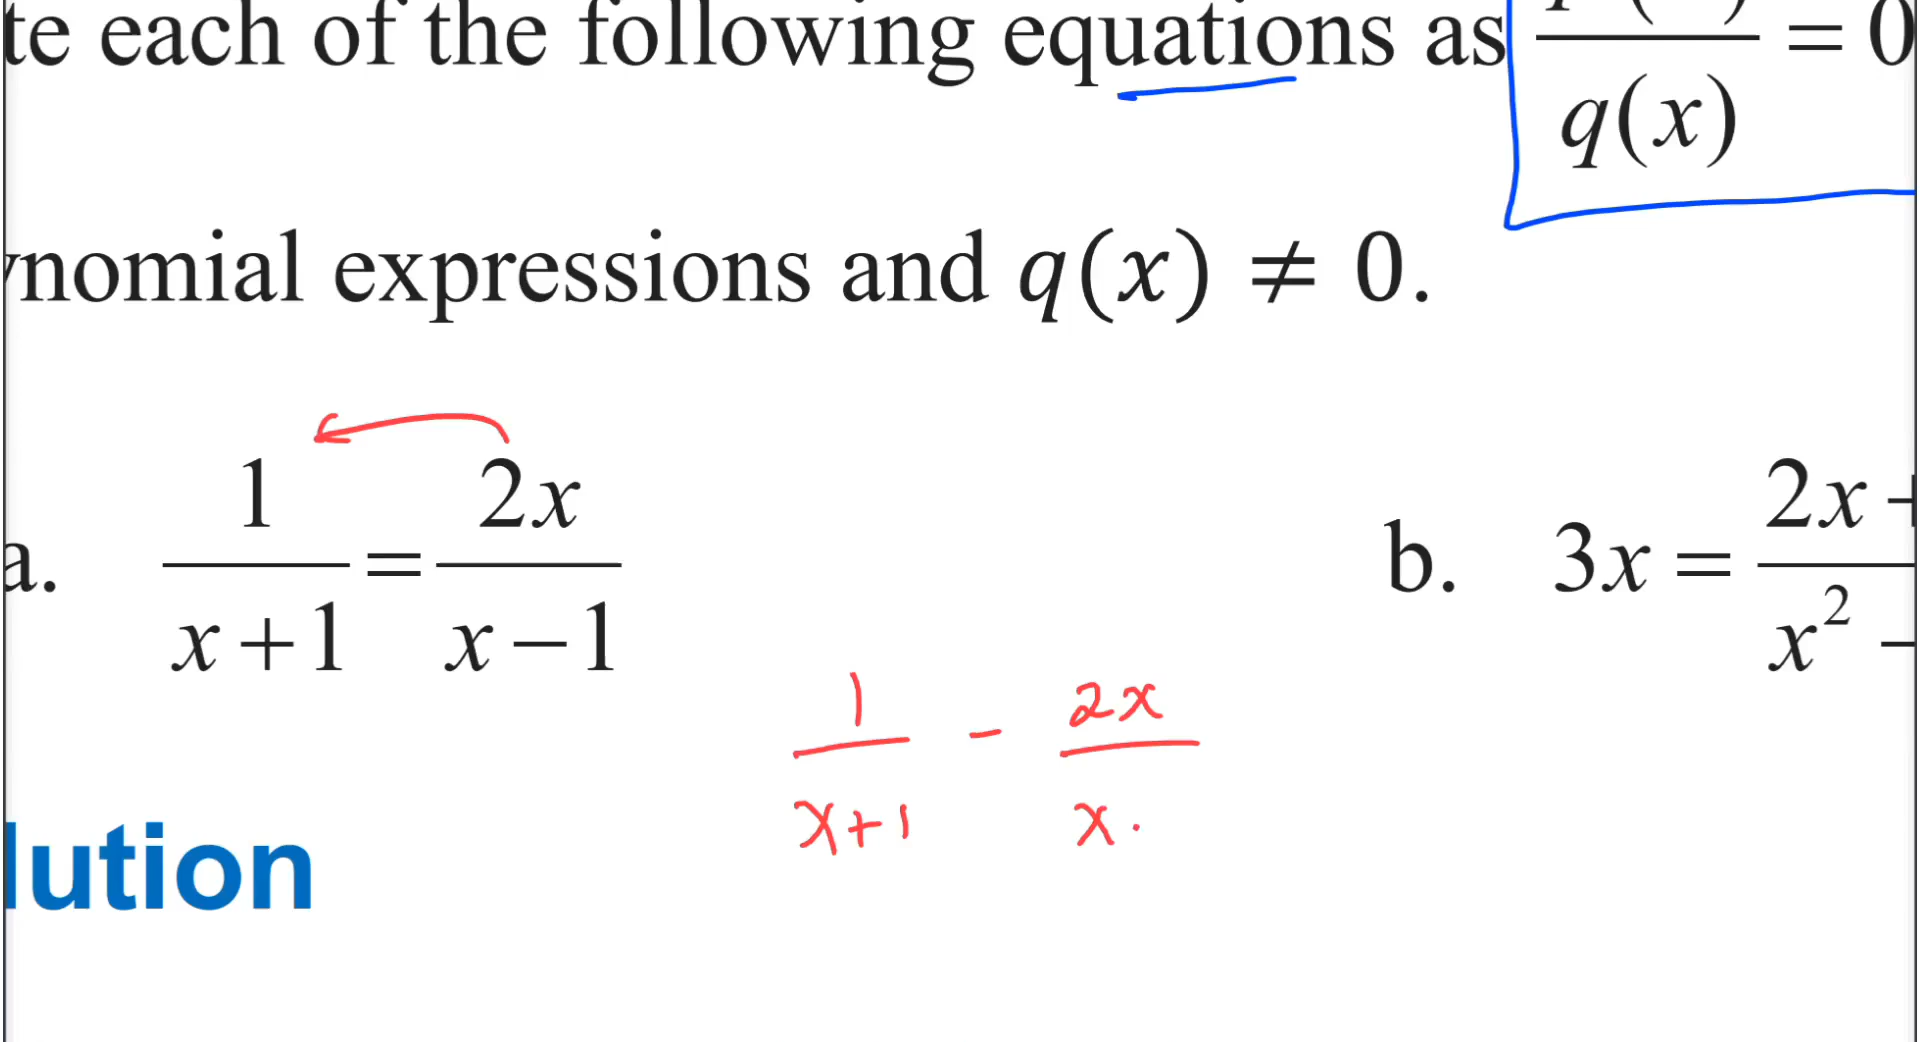 te each of the following equations as q(x) = 0
nomial expressions and q(x) ≠ 0.
a. 1/(x+1) = 2x/(x−1)
b. 3x = 2x+/x² −
1/(x+1) - 2x/x.
lution